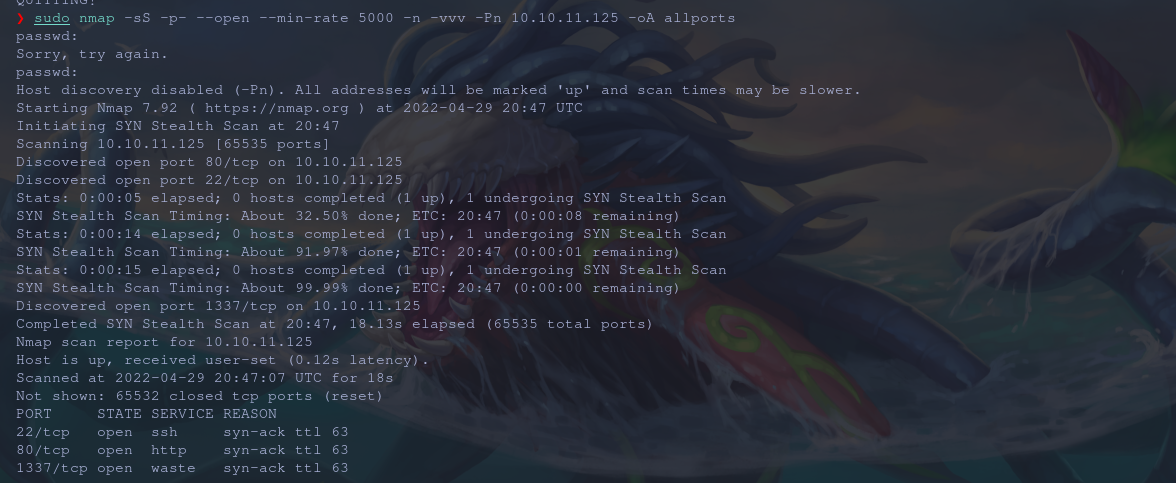 QUITTING!
❯ sudo nmap -sS -p- --open --min-rate 5000 -n -vvv -Pn 10.10.11.125 -oA allports
passwd:
Sorry, try again.
passwd:
Host discovery disabled (-Pn). All addresses will be marked 'up' and scan times may be slower.
Starting Nmap 7.92 ( https://nmap.org ) at 2022-04-29 20:47 UTC
Initiating SYN Stealth Scan at 20:47
Scanning 10.10.11.125 [65535 ports]
Discovered open port 80/tcp on 10.10.11.125
Discovered open port 22/tcp on 10.10.11.125
Stats: 0:00:05 elapsed; 0 hosts completed (1 up), 1 undergoing SYN Stealth Scan
SYN Stealth Scan Timing: About 32.50% done; ETC: 20:47 (0:00:08 remaining)
Stats: 0:00:14 elapsed; 0 hosts completed (1 up), 1 undergoing SYN Stealth Scan
SYN Stealth Scan Timing: About 91.97% done; ETC: 20:47 (0:00:01 remaining)
Stats: 0:00:15 elapsed; 0 hosts completed (1 up), 1 undergoing SYN Stealth Scan
SYN Stealth Scan Timing: About 99.99% done; ETC: 20:47 (0:00:00 remaining)
Discovered open port 1337/tcp on 10.10.11.125
Completed SYN Stealth Scan at 20:47, 18.13s elapsed (65535 total ports)
Nmap scan report for 10.10.11.125
Host is up, received user-set (0.12s latency).
Scanned at 2022-04-29 20:47:07 UTC for 18s
Not shown: 65532 closed tcp ports (reset)
PORT     STATE SERVICE REASON
22/tcp   open  ssh     syn-ack ttl 63
80/tcp   open  http    syn-ack ttl 63
1337/tcp open  waste   syn-ack ttl 63